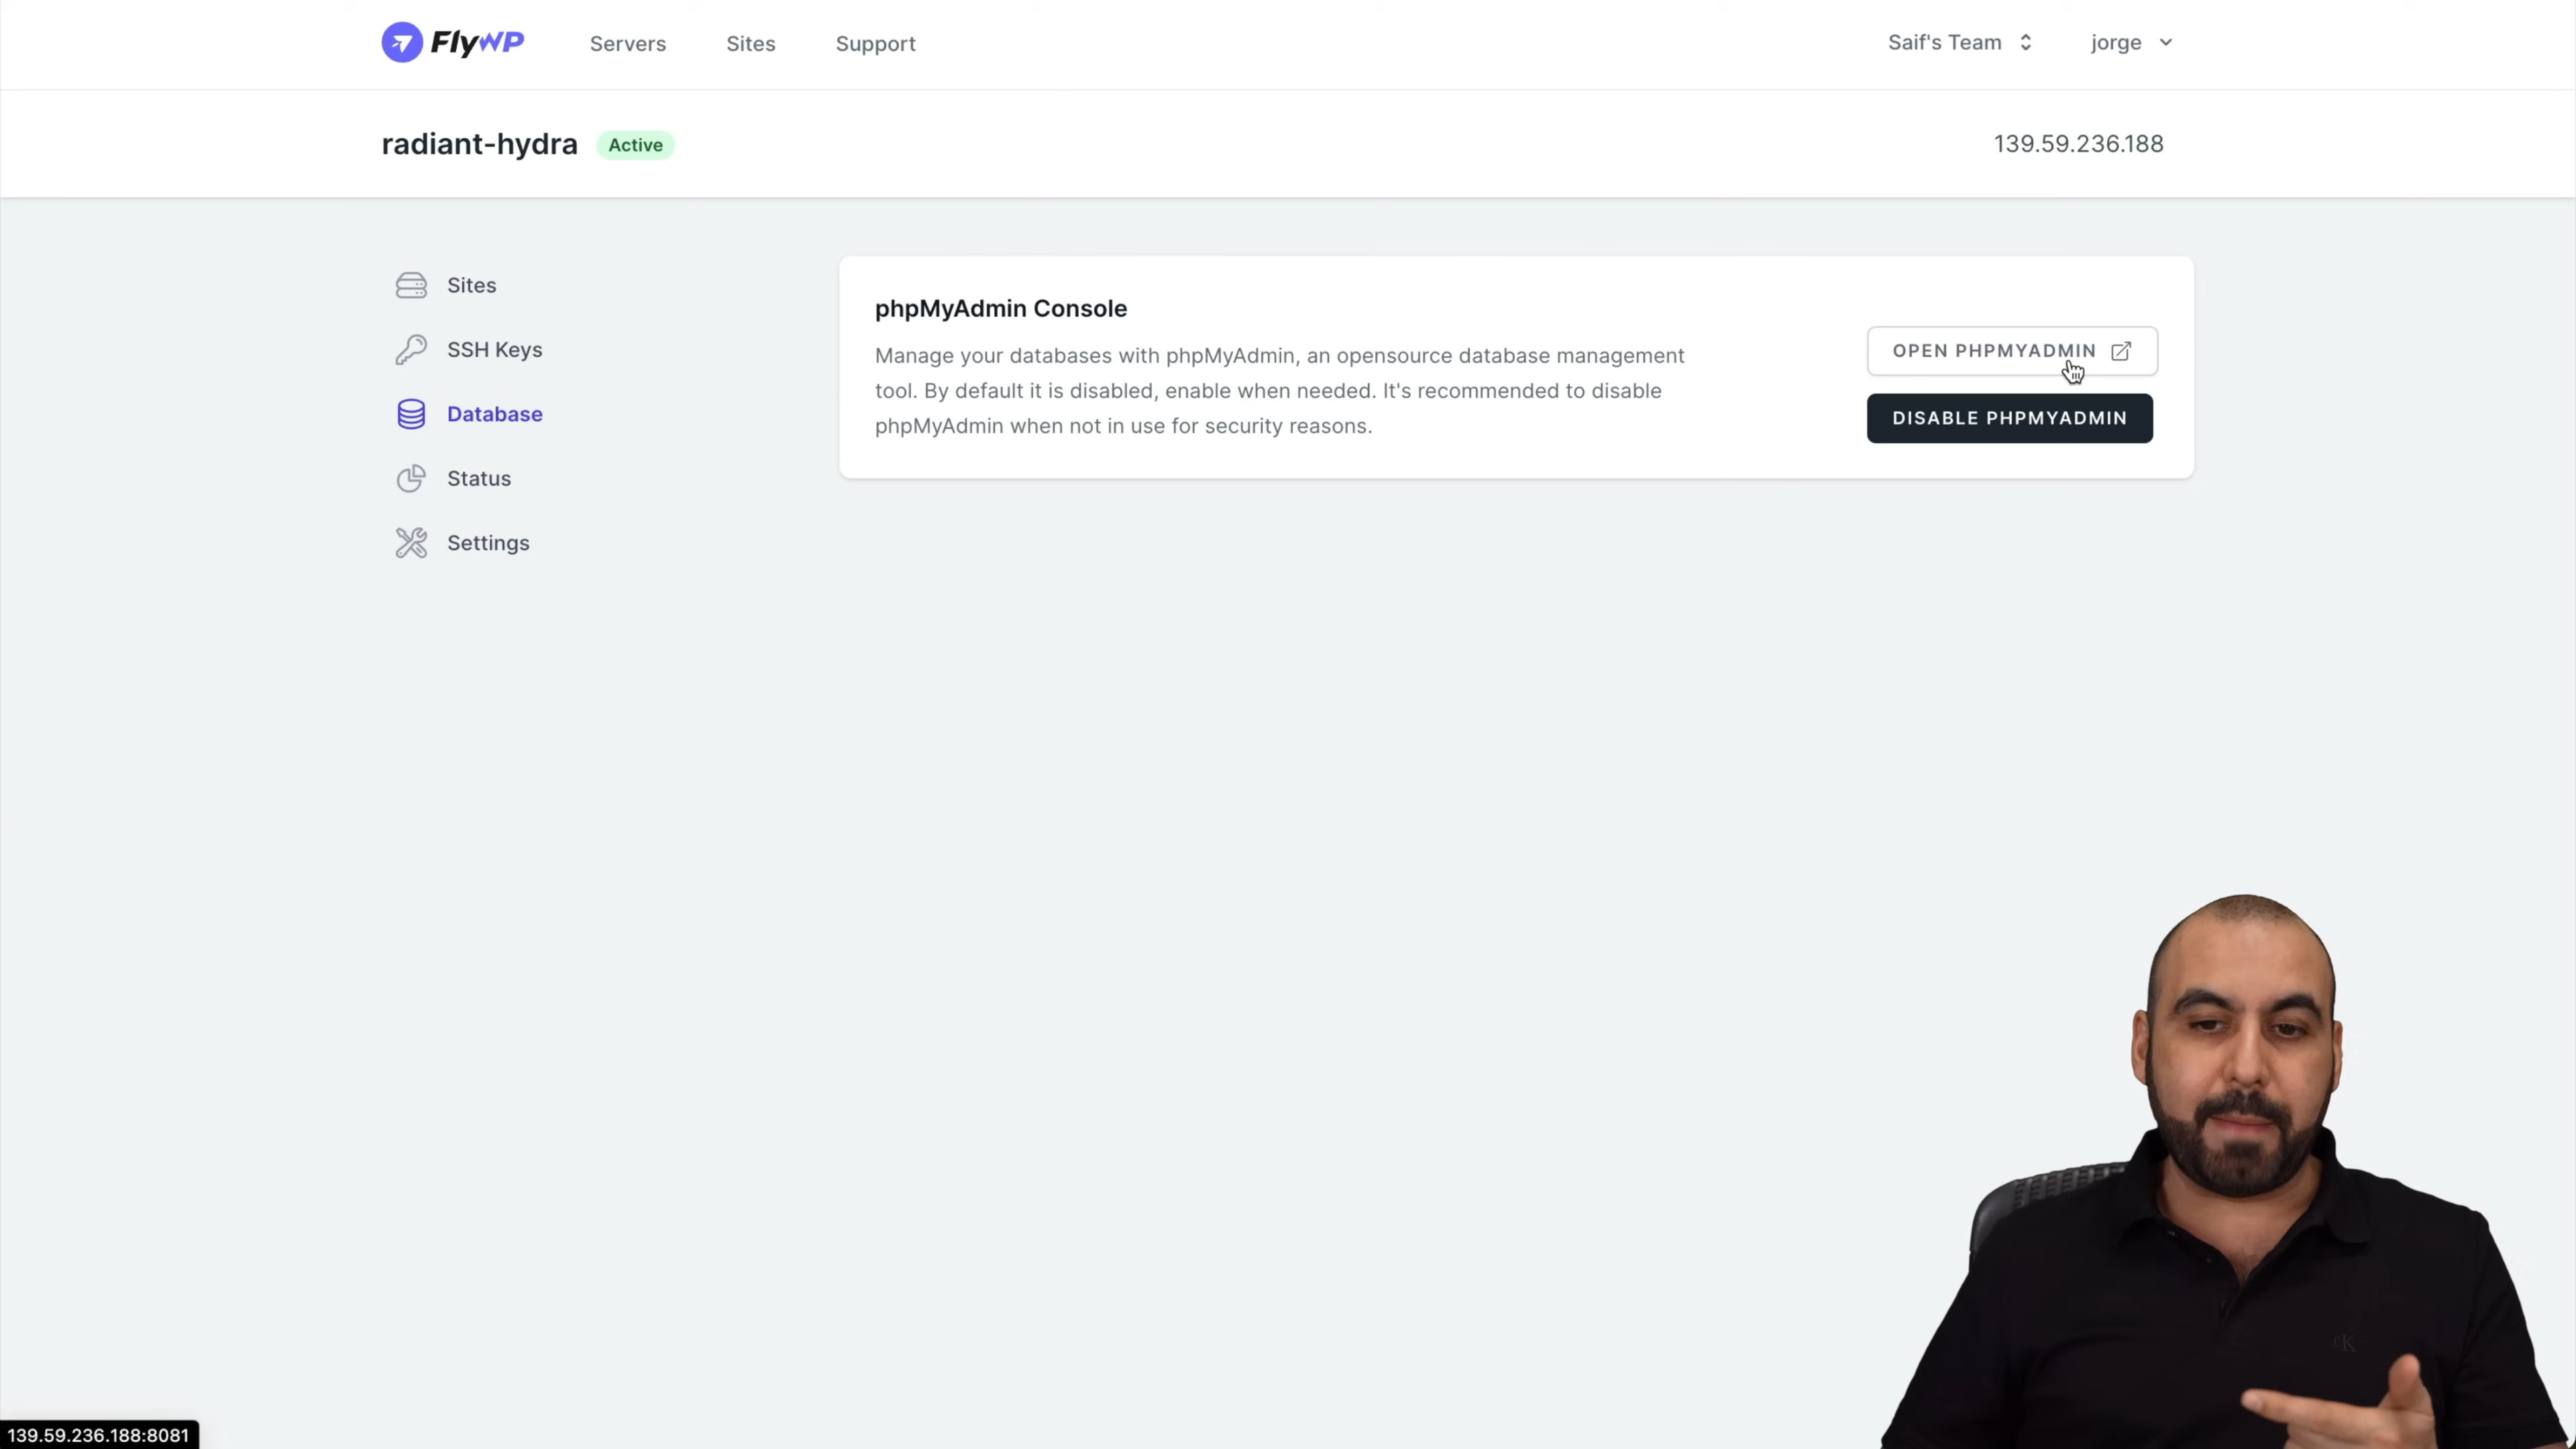 FlyWP
Servers
Sites
Support
Saif's Team
jorge
radiant-hydra
Active
139.59.236.188
Sites
SSH Keys
Database
Status
Settings
phpMyAdmin Console
Manage your databases with phpMyAdmin, an opensource database management
tool. By default it is disabled, enable when needed. It's recommended to disable
phpMyAdmin when not in use for security reasons.
OPEN PHPMYADMIN
DISABLE PHPMYADMIN
cK
139.59.236.188:8081